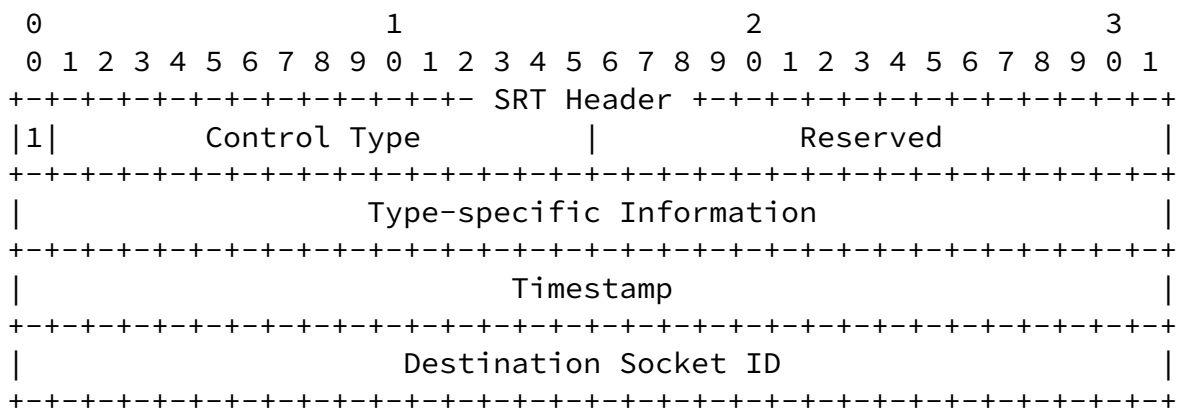 0                   1                   2                   3
 0 1 2 3 4 5 6 7 8 9 0 1 2 3 4 5 6 7 8 9 0 1 2 3 4 5 6 7 8 9 0 1
+-+-+-+-+-+-+-+-+-+-+-+-+- SRT Header +-+-+-+-+-+-+-+-+-+-+-+-+-+
|1|        Control Type         |           Reserved            |
+-+-+-+-+-+-+-+-+-+-+-+-+-+-+-+-+-+-+-+-+-+-+-+-+-+-+-+-+-+-+-+-+
|                   Type-specific Information                   |
+-+-+-+-+-+-+-+-+-+-+-+-+-+-+-+-+-+-+-+-+-+-+-+-+-+-+-+-+-+-+-+-+
|                           Timestamp                           |
+-+-+-+-+-+-+-+-+-+-+-+-+-+-+-+-+-+-+-+-+-+-+-+-+-+-+-+-+-+-+-+-+
|                     Destination Socket ID                     |
+-+-+-+-+-+-+-+-+-+-+-+-+-+-+-+-+-+-+-+-+-+-+-+-+-+-+-+-+-+-+-+-+